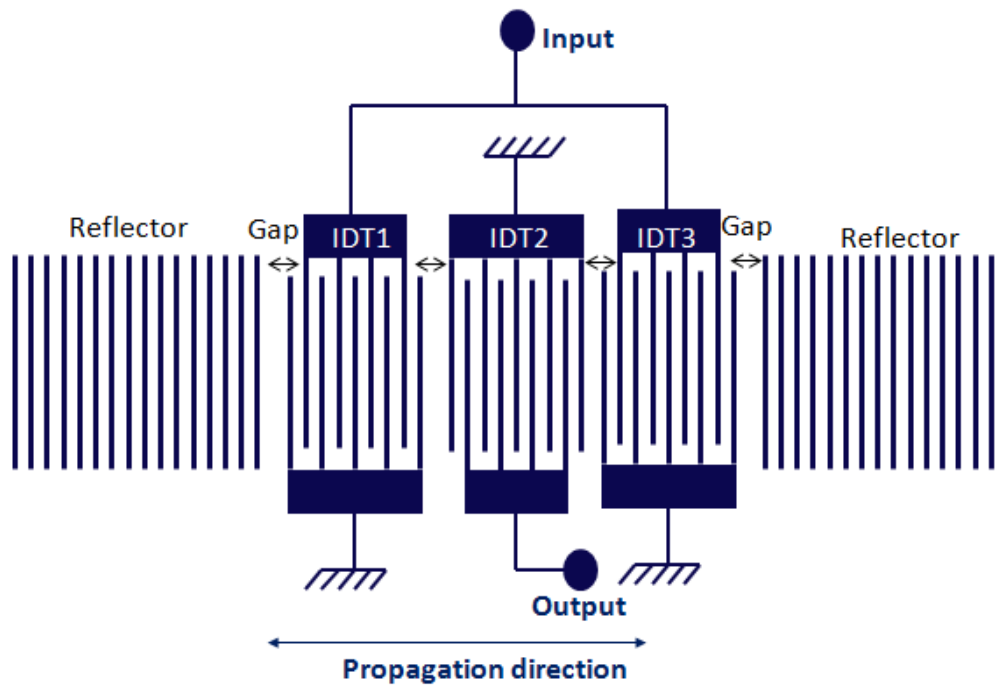 Input
Reflector
Gap
IDT1
IDT2
IDT3
Gap
Reflector
Output
Propagation direction